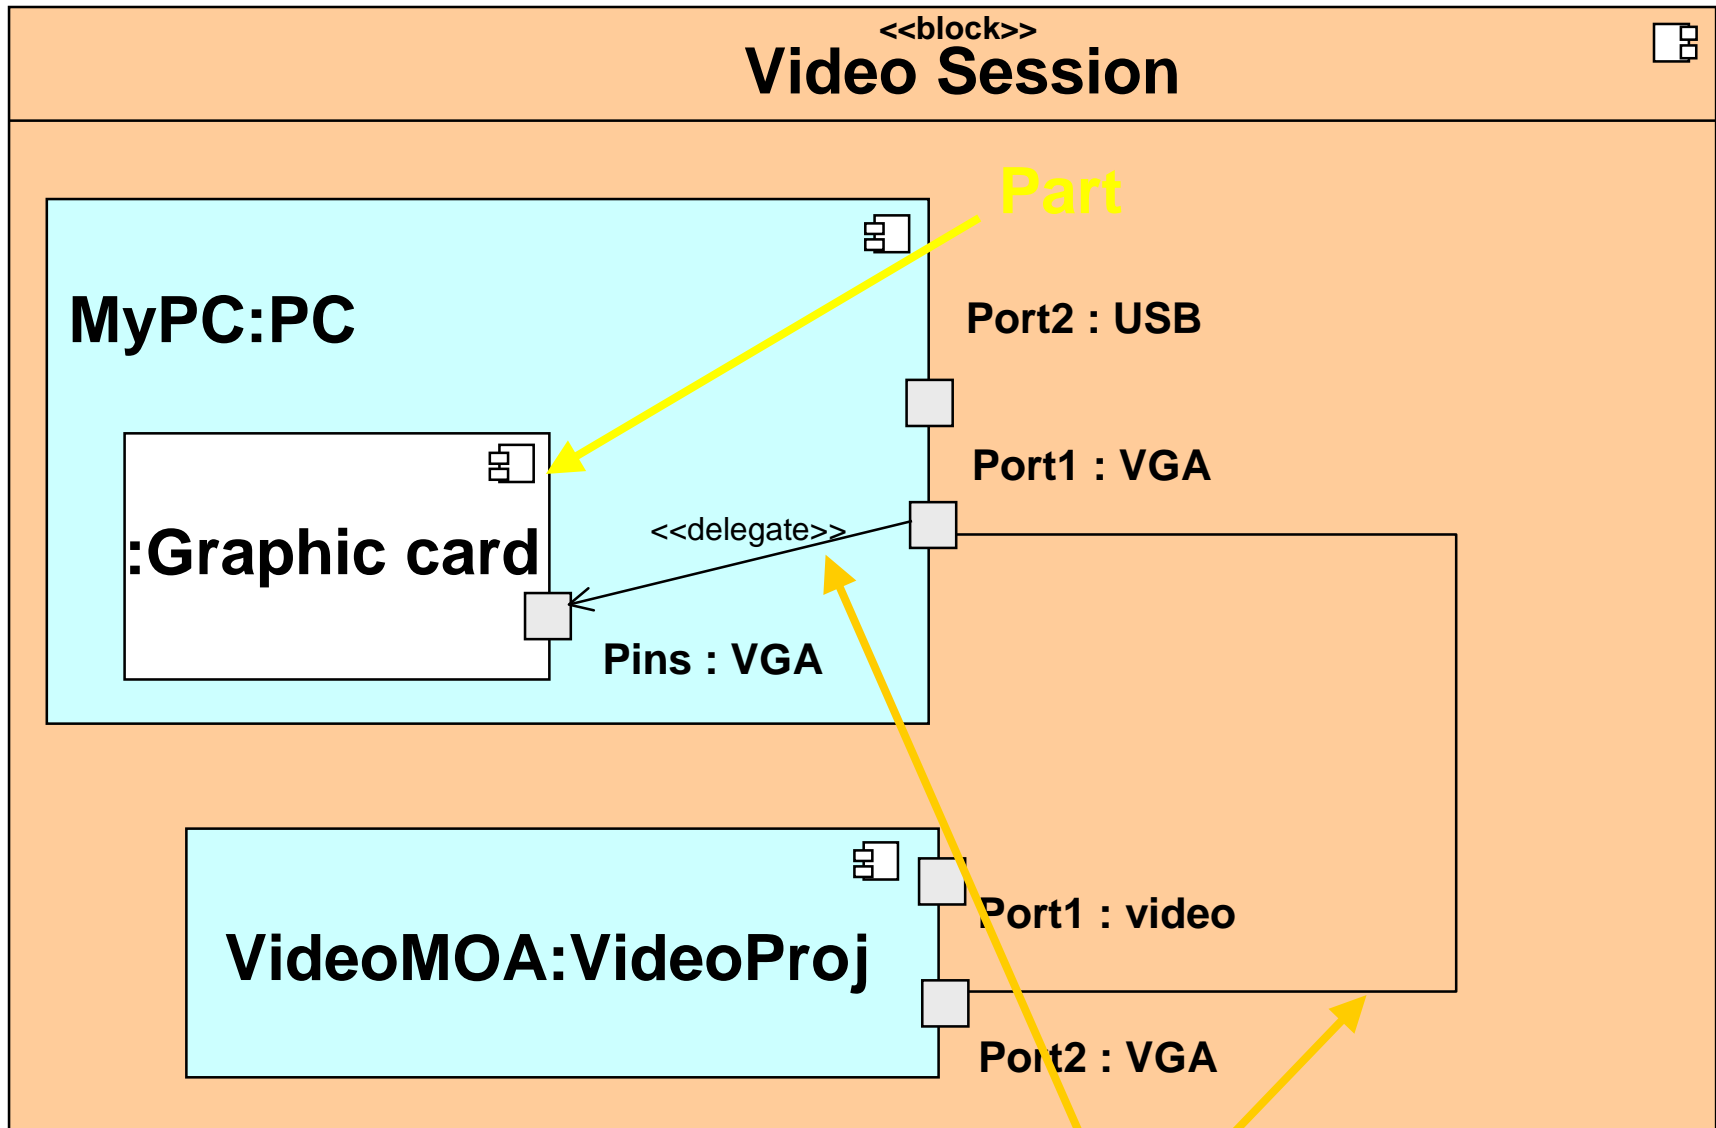 <<block>>
Video Session
Part
MyPC:PC
Port2 : USB
Port1 : VGA
<<delegate>>
:Graphic card
Pins : VGA
Port1 : video
VideoMOA:VideoProj
Port2 : VGA